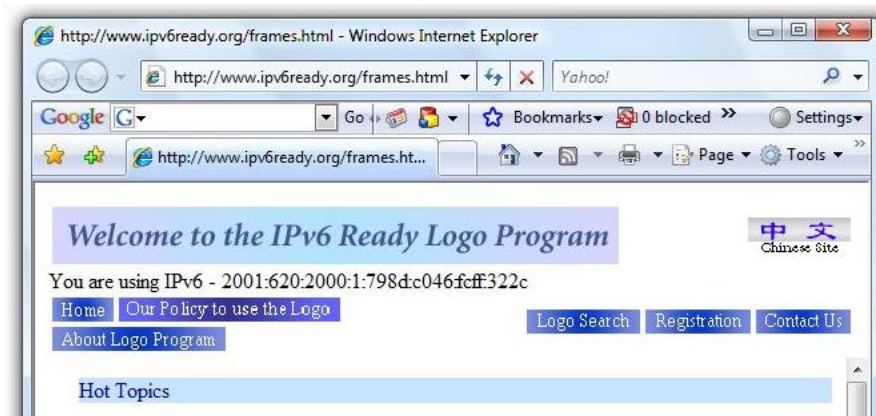 http://www.ipv6ready.org/frames.html - Windows Internet Explorer
http://www.ipv6ready.org/frames.html Yahoo!
Google G Go Bookmarks 0 blocked » Settings
http://www.ipv6ready.org/frames.ht... Page Tools »
Welcome to the IPv6 Ready Logo Program
中 文
Chinese Site
You are using IPv6 - 2001:620:2000:1:798d:c046:fcff:322c
Home Our Policy to use the Logo
Logo Search Registration Contact Us
About Logo Program
Hot Topics